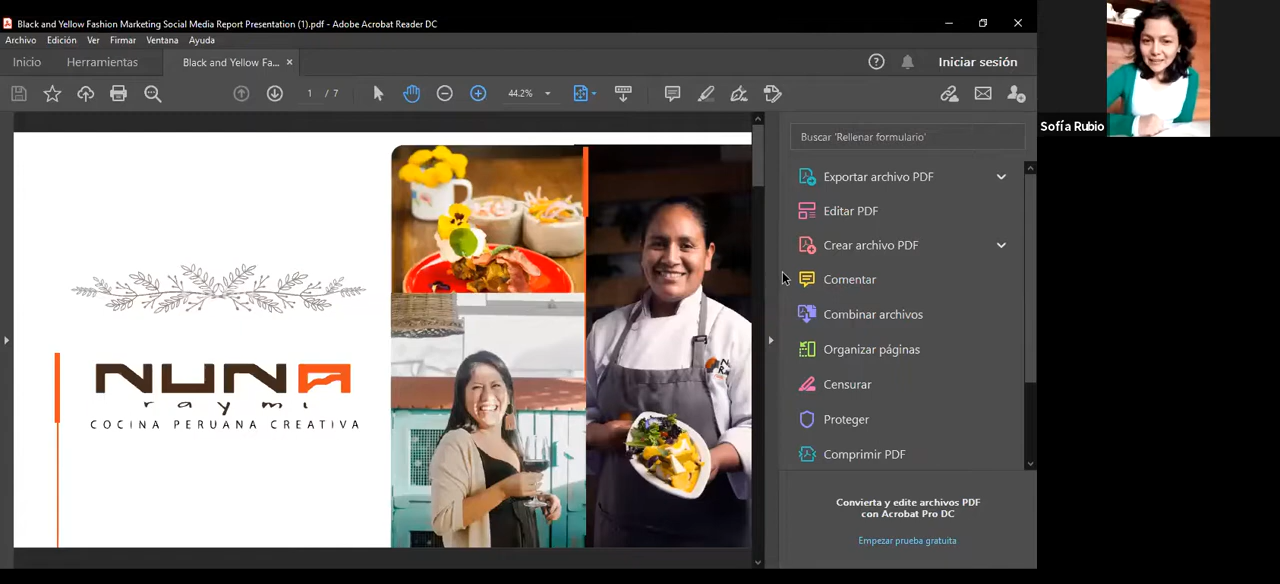 Black and Yellow Fashion Marketing Social Media Report Presentation (1).pdf - Adobe Acrobat Reader DC
Archivo Edición Ver Firmar Ventana Ayuda
Inicio Herramientas Black and Yellow Fa... × Iniciar sesión
1 / 7 44.2%
Buscar 'Rellenar formulario'
Exportar archivo PDF
Editar PDF
Crear archivo PDF
Comentar
Combinar archivos
Organizar páginas
Censurar
Proteger
Comprimir PDF
Convierta y edite archivos PDF
con Acrobat Pro DC
Empezar prueba gratuita
NUNA
raymi
COCINA PERUANA CREATIVA
Sofía Rubio